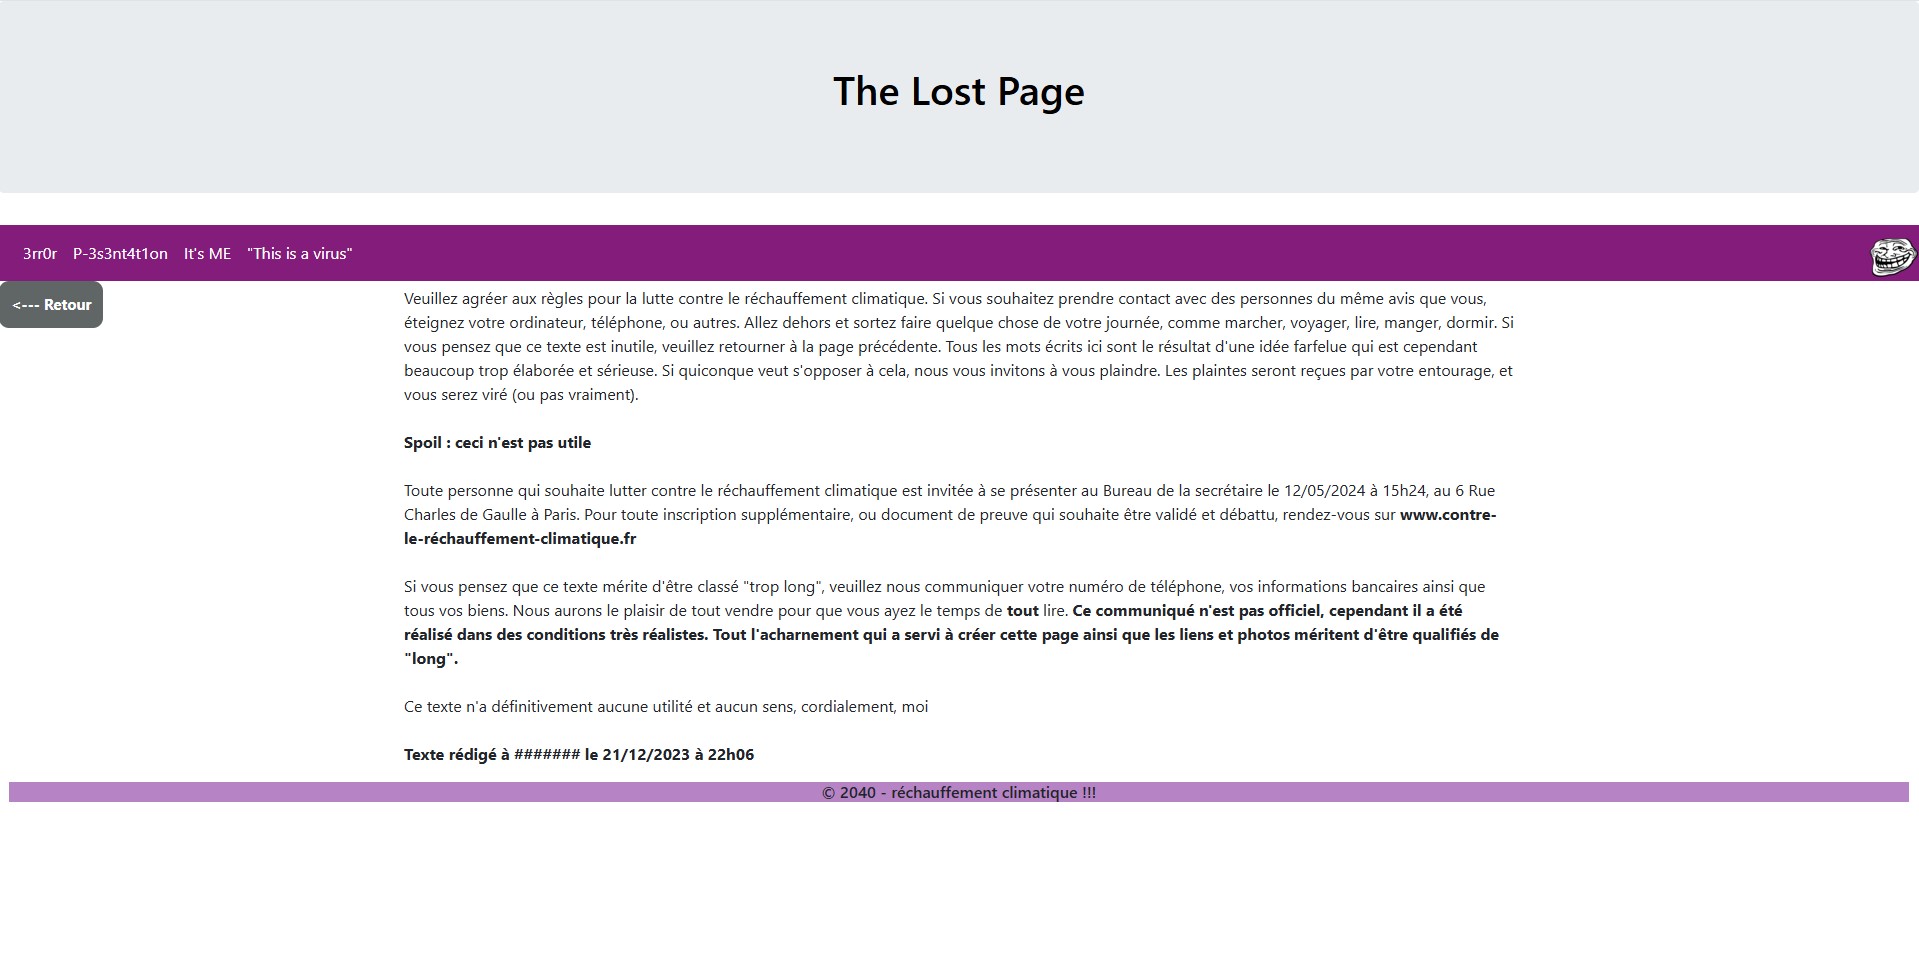 The Lost Page
3rr0r P-3s3nt4t1on It's ME "This is a virus"
<--- Retour
Veuillez agréer aux règles pour la lutte contre le réchauffement climatique. Si vous souhaitez prendre contact avec des personnes du même avis que vous,
éteignez votre ordinateur, téléphone, ou autres. Allez dehors et sortez faire quelque chose de votre journée, comme marcher, voyager, lire, manger, dormir. Si
vous pensez que ce texte est inutile, veuillez retourner à la page précédente. Tous les mots écrits ici sont le résultat d'une idée farfelue qui est cependant
beaucoup trop élaborée et sérieuse. Si quiconque veut s'opposer à cela, nous vous invitons à vous plaindre. Les plaintes seront reçues par votre entourage, et
vous serez viré (ou pas vraiment).
Spoil : ceci n'est pas utile
Toute personne qui souhaite lutter contre le réchauffement climatique est invitée à se présenter au Bureau de la secrétaire le 12/05/2024 à 15h24, au 6 Rue
Charles de Gaulle à Paris. Pour toute inscription supplémentaire, ou document de preuve qui souhaite être validé et débattu, rendez-vous sur www.contre-
le-réchauffement-climatique.fr
Si vous pensez que ce texte mérite d'être classé "trop long", veuillez nous communiquer votre numéro de téléphone, vos informations bancaires ainsi que
tous vos biens. Nous aurons le plaisir de tout vendre pour que vous ayez le temps de tout lire. Ce communiqué n'est pas officiel, cependant il a été
réalisé dans des conditions très réalistes. Tout l'acharnement qui a servi à créer cette page ainsi que les liens et photos méritent d'être qualifiés de
"long".
Ce texte n'a définitivement aucune utilité et aucun sens, cordialement, moi
Texte rédigé à ####### le 21/12/2023 à 22h06
© 2040 - réchauffement climatique !!!